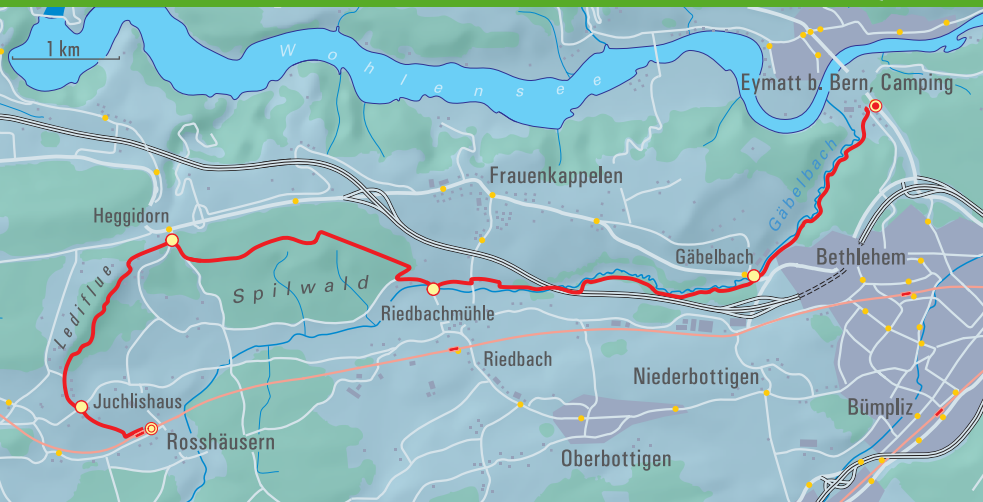 1 km
Wohlensee
Eymatt b. Bern, Camping
Frauenkappelen
Gäbelbach
Heggidorn
Gäbelbach
Bethlehem
Spilwald
Lediflue
Riedbachmühle
Riedbach
Niederbottigen
Juchlishaus
Bümpliz
Rosshäusern
Oberbottigen